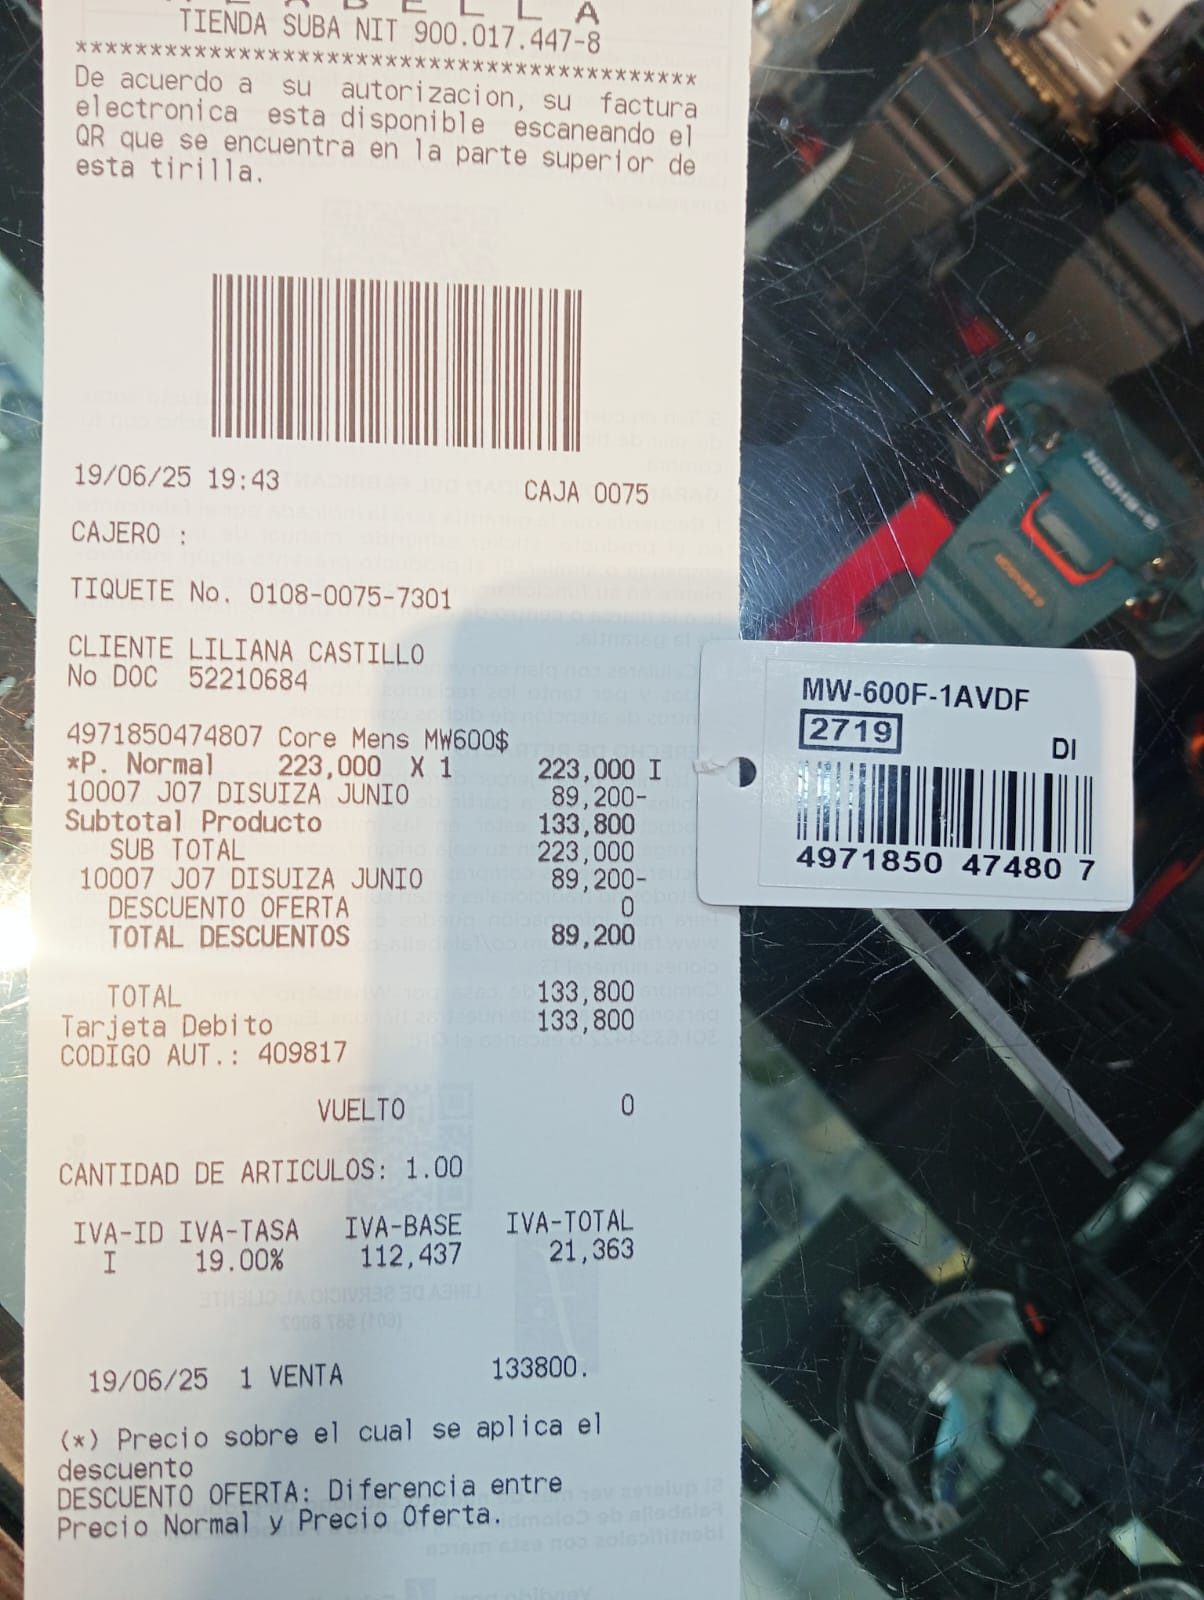 TIENDA SUBA NIT 900.017.447-8
******************************************
De acuerdo a su autorizacion, su factura
electronica esta disponible escaneando el
QR que se encuentra en la parte superior de
esta tirilla.
19/06/25 19:43 CAJA 0075
CAJERO :
TIQUETE No. 0108-0075-7301
CLIENTE LILIANA CASTILLO
No DOC 52210684
4971850474807 Core Mens MW600$
*P. Normal 223,000 X 1 223,000 I
10007 J07 DISUIZA JUNIO 89,200-
Subtotal Producto 133,800
SUB TOTAL 223,000
10007 J07 DISUIZA JUNIO 89,200-
DESCUENTO OFERTA 0
TOTAL DESCUENTOS 89,200
TOTAL 133,800
Tarjeta Debito 133,800
CODIGO AUT.: 409817
VUELTO 0
CANTIDAD DE ARTICULOS: 1.00
IVA-ID IVA-TASA IVA-BASE IVA-TOTAL
I 19.00% 112,437 21,363
19/06/25 1 VENTA 133800.
(*) Precio sobre el cual se aplica el
descuento
DESCUENTO OFERTA: Diferencia entre
Precio Normal y Precio Oferta.
MW-600F-1AVDF
2719
DI
4971850 47480 7